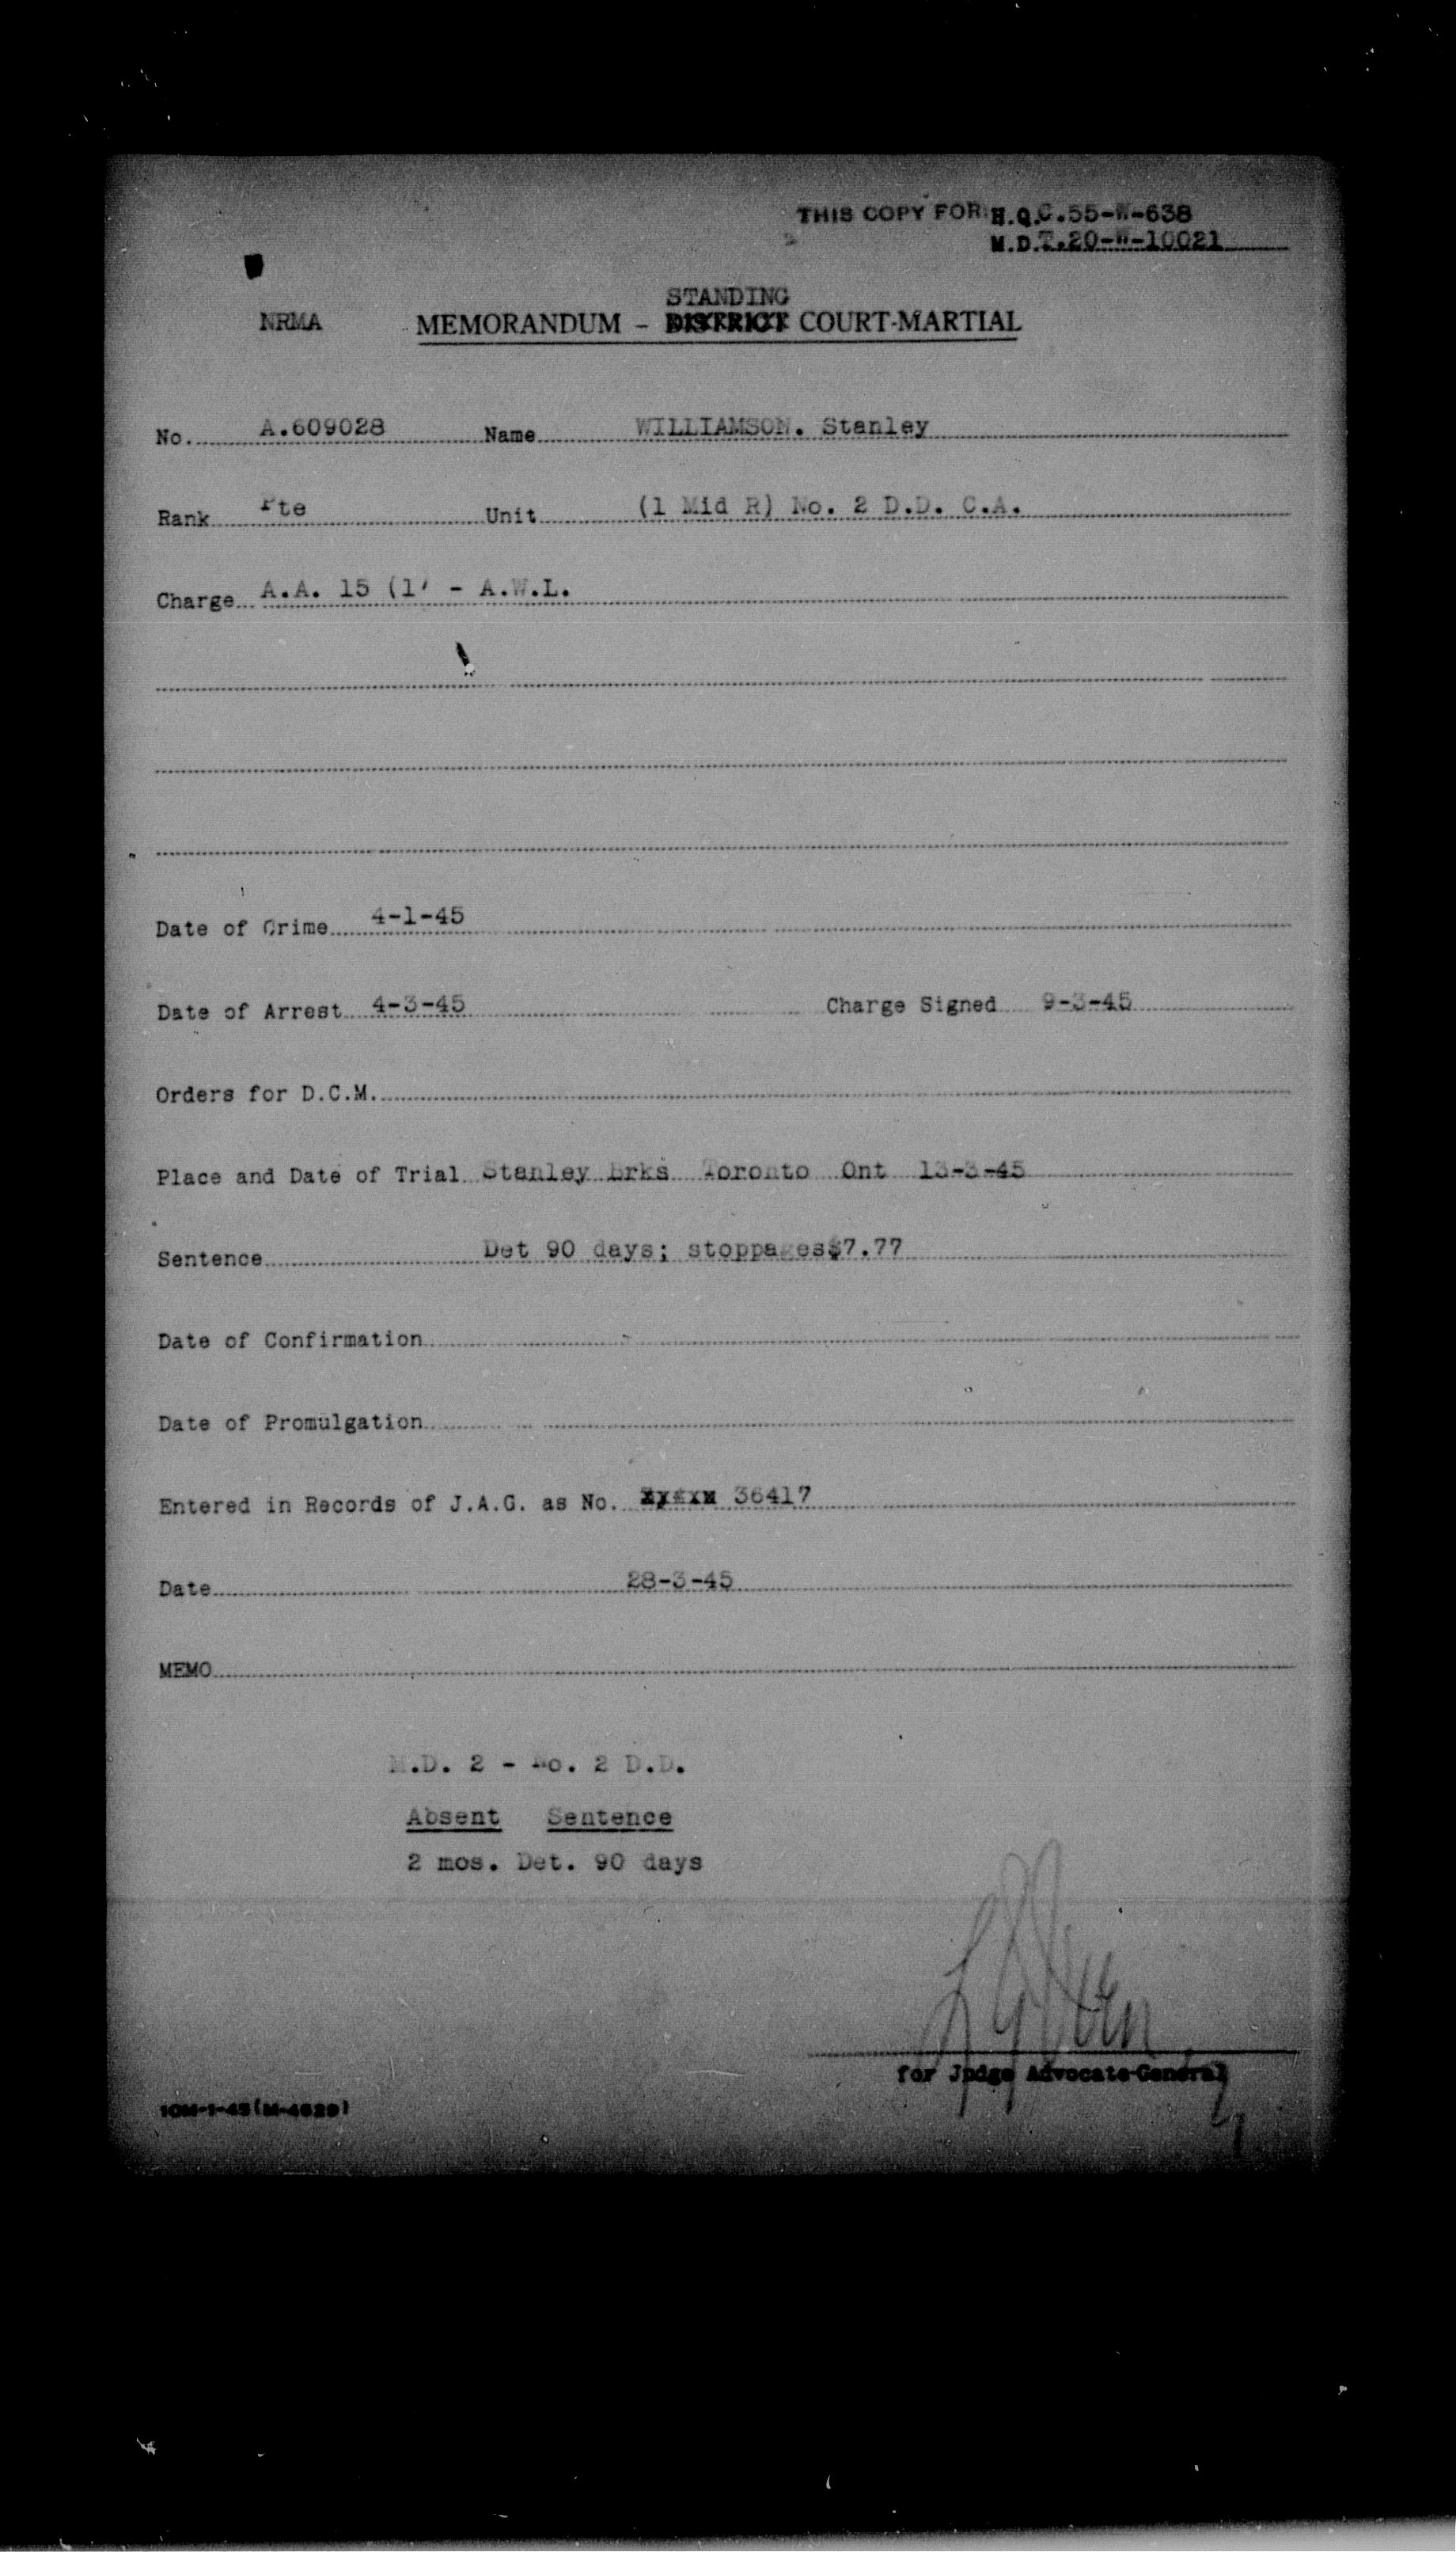 THIS COPY FOR H.Q.C.55-W-638
M.D.T.20-W-10021
STANDING
NRMA MEMORANDUM - DISTRICT COURT-MARTIAL
No. A.609028 Name WILLIAMSON. Stanley
Rank Pte Unit (1 Mid R) No. 2 D.D. C.A.
Charge A.A. 15 (1) - A.W.L.
Date of Crime 4-1-45
Date of Arrest 4-3-45 Charge Signed 9-3-45
Orders for D.C.M.
Place and Date of Trial Stanley Brks Toronto Ont 13-3-45
Sentence Det 90 days; stoppages $7.77
Date of Confirmation
Date of Promulgation
Entered in Records of J.A.G. as No. 36417
Date 28-3-45
MEMO
M.D. 2 - No. 2 D.D.
Absent Sentence
2 mos. Det. 90 days
for Judge Advocate-General